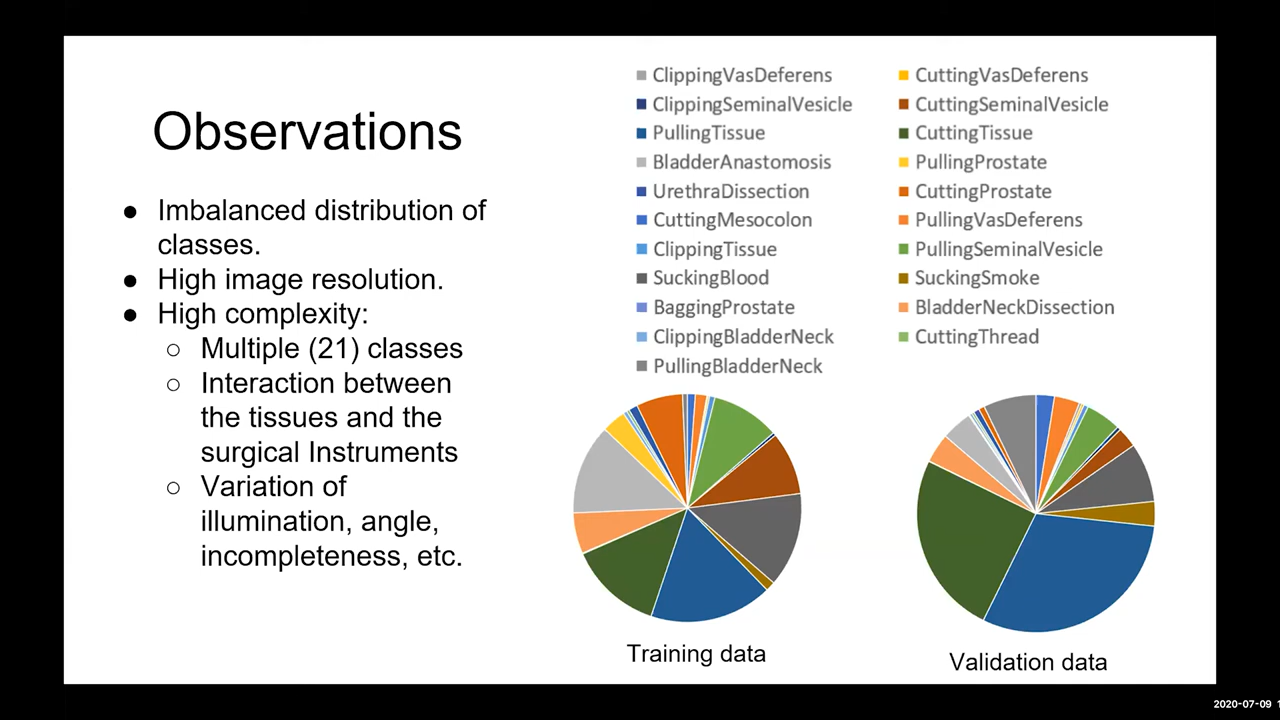 Observations
● Imbalanced distribution of
classes.
● High image resolution.
● High complexity:
○ Multiple (21) classes
○ Interaction between
the tissues and the
surgical Instruments
○ Variation of
illumination, angle,
incompleteness, etc.
ClippingVasDeferens
CuttingVasDeferens
ClippingSeminalVesicle
CuttingSeminalVesicle
PullingTissue
CuttingTissue
BladderAnastomosis
PullingProstate
UrethraDissection
CuttingProstate
CuttingMesocolon
PullingVasDeferens
ClippingTissue
PullingSeminalVesicle
SuckingBlood
SuckingSmoke
BaggingProstate
BladderNeckDissection
ClippingBladderNeck
CuttingThread
PullingBladderNeck
Training data
Validation data
2020-07-09